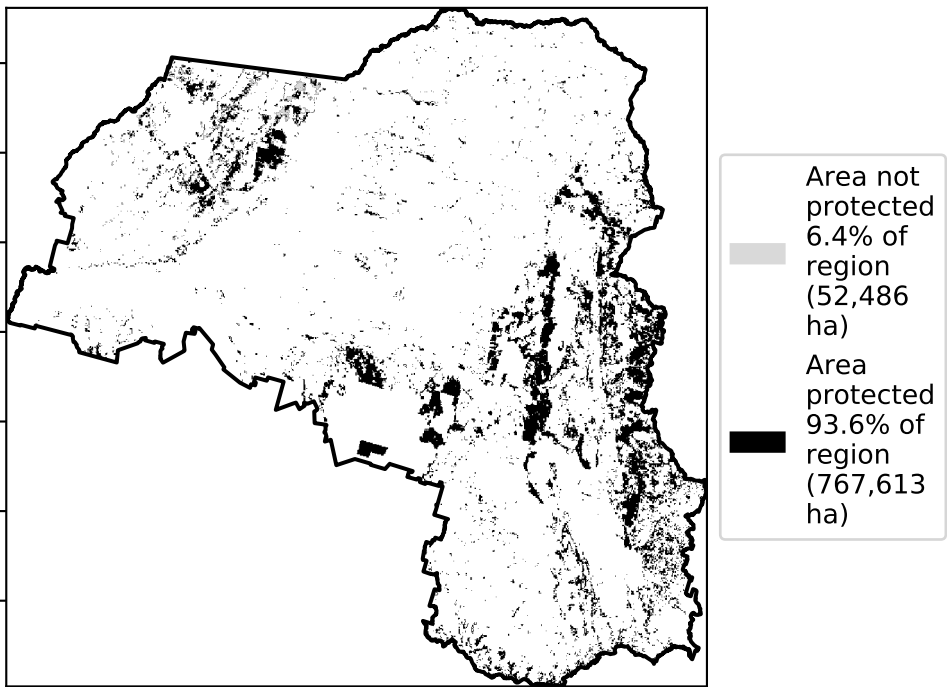 Area not
protected
6.4% of
region
(52,486
ha)
Area
protected
93.6% of
region
(767,613
ha)